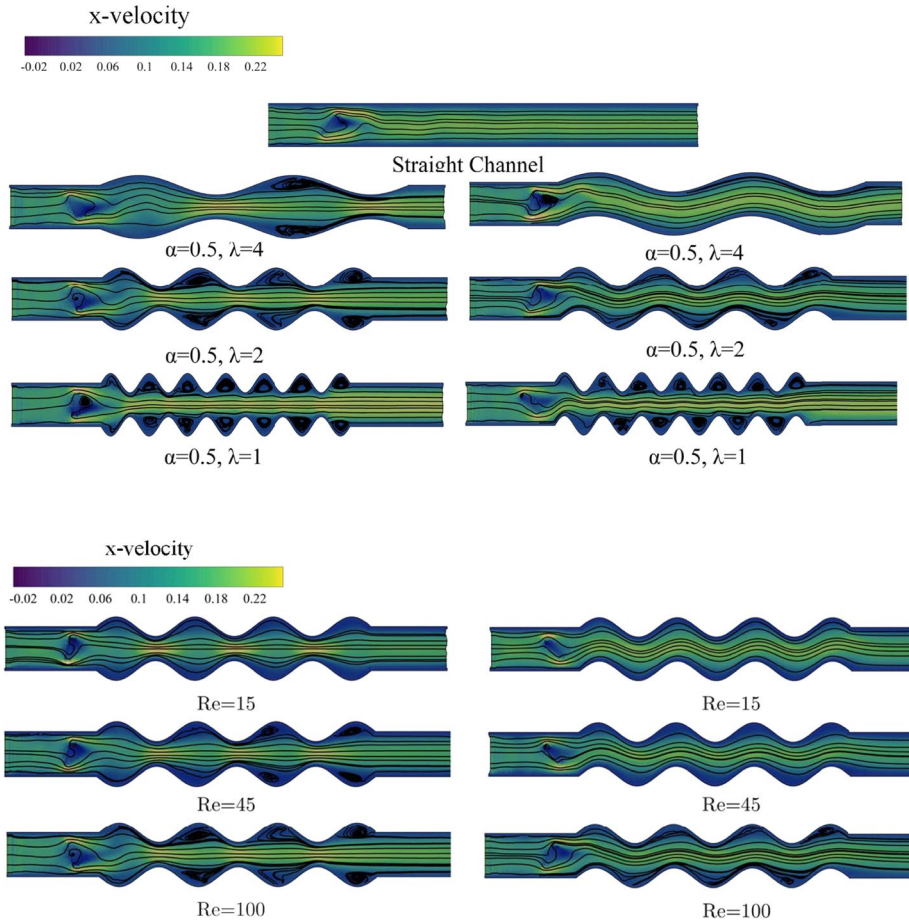 x-velocity
-0.02 0.02 0.06 0.1 0.14 0.18 0.22
Straight Channel
α=0.5, λ=4 α=0.5, λ=4
α=0.5, λ=2 α=0.5, λ=2
α=0.5, λ=1 α=0.5, λ=1
x-velocity
-0.02 0.02 0.06 0.1 0.14 0.18 0.22
Re=15 Re=15
Re=45 Re=45
Re=100 Re=100